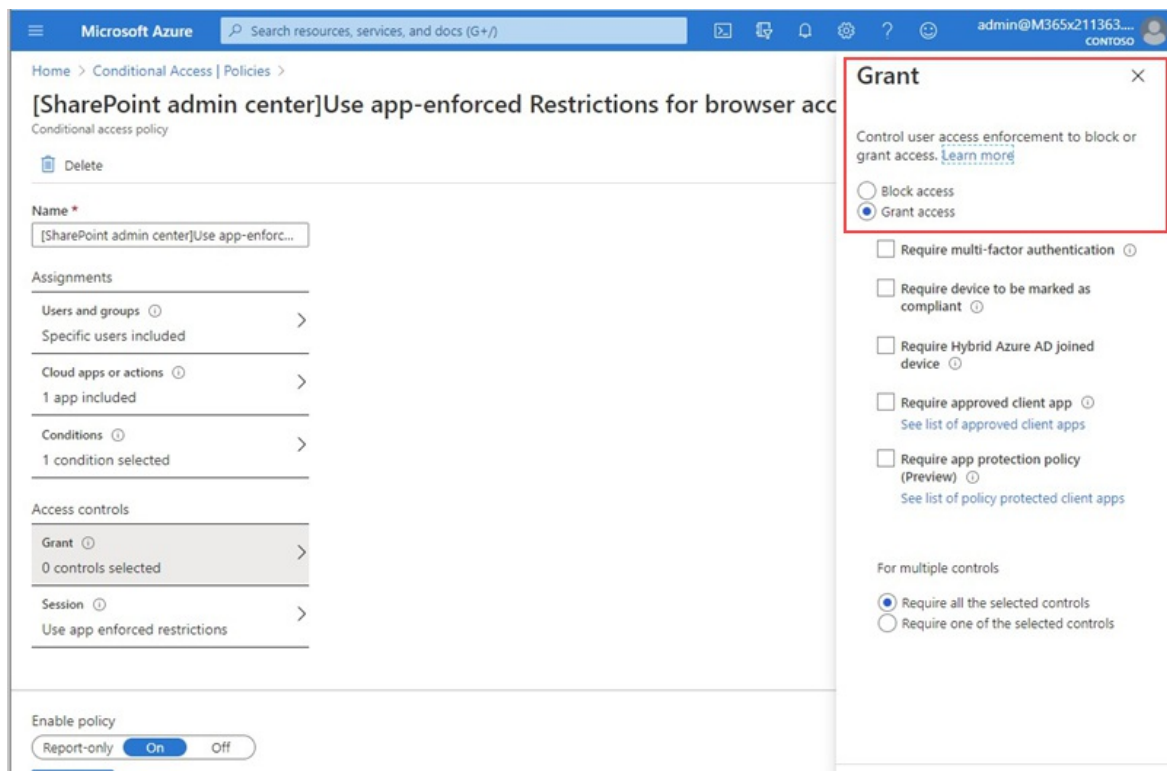 Microsoft Azure
Search resources, services, and docs (G+/)
admin@M365x211363....
CONTOSO
Home > Conditional Access | Policies >
[SharePoint admin center]Use app-enforced Restrictions for browser acc
Conditional access policy
Delete
Name *
[SharePoint admin center]Use app-enforc...
Assignments
Users and groups
Specific users included
Cloud apps or actions
1 app included
Conditions
1 condition selected
Access controls
Grant
0 controls selected
Session
Use app enforced restrictions
Enable policy
Report-only On Off
Grant
Control user access enforcement to block or
grant access. Learn more
Block access
Grant access
Require multi-factor authentication
Require device to be marked as
compliant
Require Hybrid Azure AD joined
device
Require approved client app
See list of approved client apps
Require app protection policy
(Preview)
See list of policy protected client apps
For multiple controls
Require all the selected controls
Require one of the selected controls